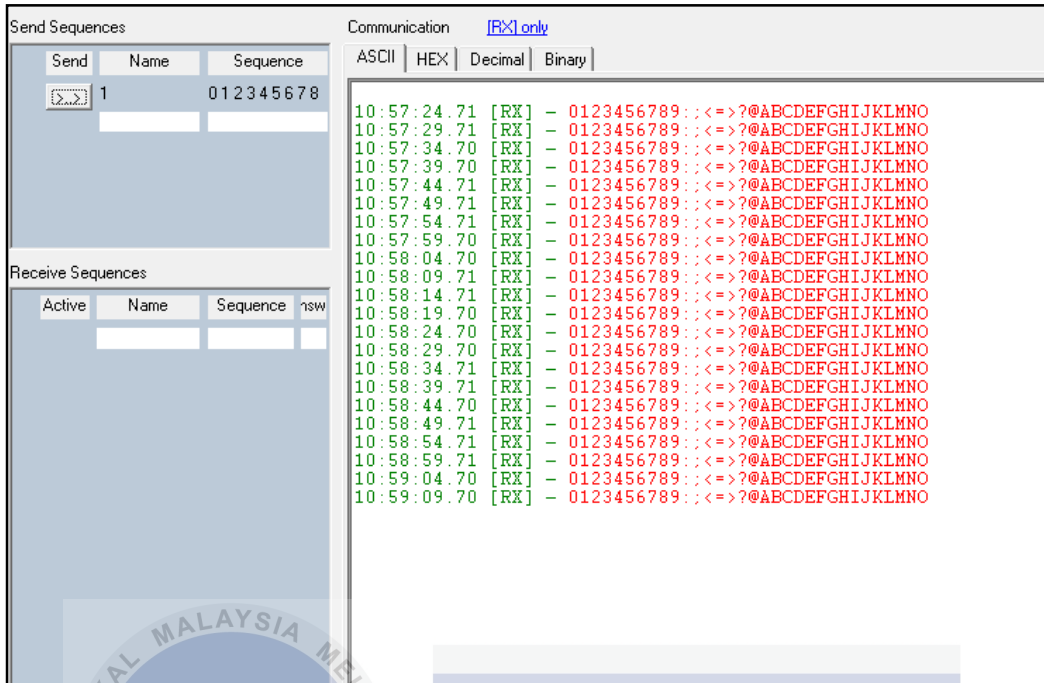 Send Sequences
Send Name Sequence
>...> 1 012345678
Receive Sequences
Active Name Sequence nsw
Communication [RX] only
ASCII HEX Decimal Binary
10:57:24.71 [RX] - 0123456789:;<=>?@ABCDEFGHIJKLMNO
10:57:29.71 [RX] - 0123456789:;<=>?@ABCDEFGHIJKLMNO
10:57:34.70 [RX] - 0123456789:;<=>?@ABCDEFGHIJKLMNO
10:57:39.70 [RX] - 0123456789:;<=>?@ABCDEFGHIJKLMNO
10:57:44.71 [RX] - 0123456789:;<=>?@ABCDEFGHIJKLMNO
10:57:49.71 [RX] - 0123456789:;<=>?@ABCDEFGHIJKLMNO
10:57:54.71 [RX] - 0123456789:;<=>?@ABCDEFGHIJKLMNO
10:57:59.70 [RX] - 0123456789:;<=>?@ABCDEFGHIJKLMNO
10:58:04.70 [RX] - 0123456789:;<=>?@ABCDEFGHIJKLMNO
10:58:09.71 [RX] - 0123456789:;<=>?@ABCDEFGHIJKLMNO
10:58:14.71 [RX] - 0123456789:;<=>?@ABCDEFGHIJKLMNO
10:58:19.70 [RX] - 0123456789:;<=>?@ABCDEFGHIJKLMNO
10:58:24.70 [RX] - 0123456789:;<=>?@ABCDEFGHIJKLMNO
10:58:29.70 [RX] - 0123456789:;<=>?@ABCDEFGHIJKLMNO
10:58:34.71 [RX] - 0123456789:;<=>?@ABCDEFGHIJKLMNO
10:58:39.71 [RX] - 0123456789:;<=>?@ABCDEFGHIJKLMNO
10:58:44.70 [RX] - 0123456789:;<=>?@ABCDEFGHIJKLMNO
10:58:49.71 [RX] - 0123456789:;<=>?@ABCDEFGHIJKLMNO
10:58:54.71 [RX] - 0123456789:;<=>?@ABCDEFGHIJKLMNO
10:58:59.71 [RX] - 0123456789:;<=>?@ABCDEFGHIJKLMNO
10:59:04.70 [RX] - 0123456789:;<=>?@ABCDEFGHIJKLMNO
10:59:09.70 [RX] - 0123456789:;<=>?@ABCDEFGHIJKLMNO
MALAYSIA